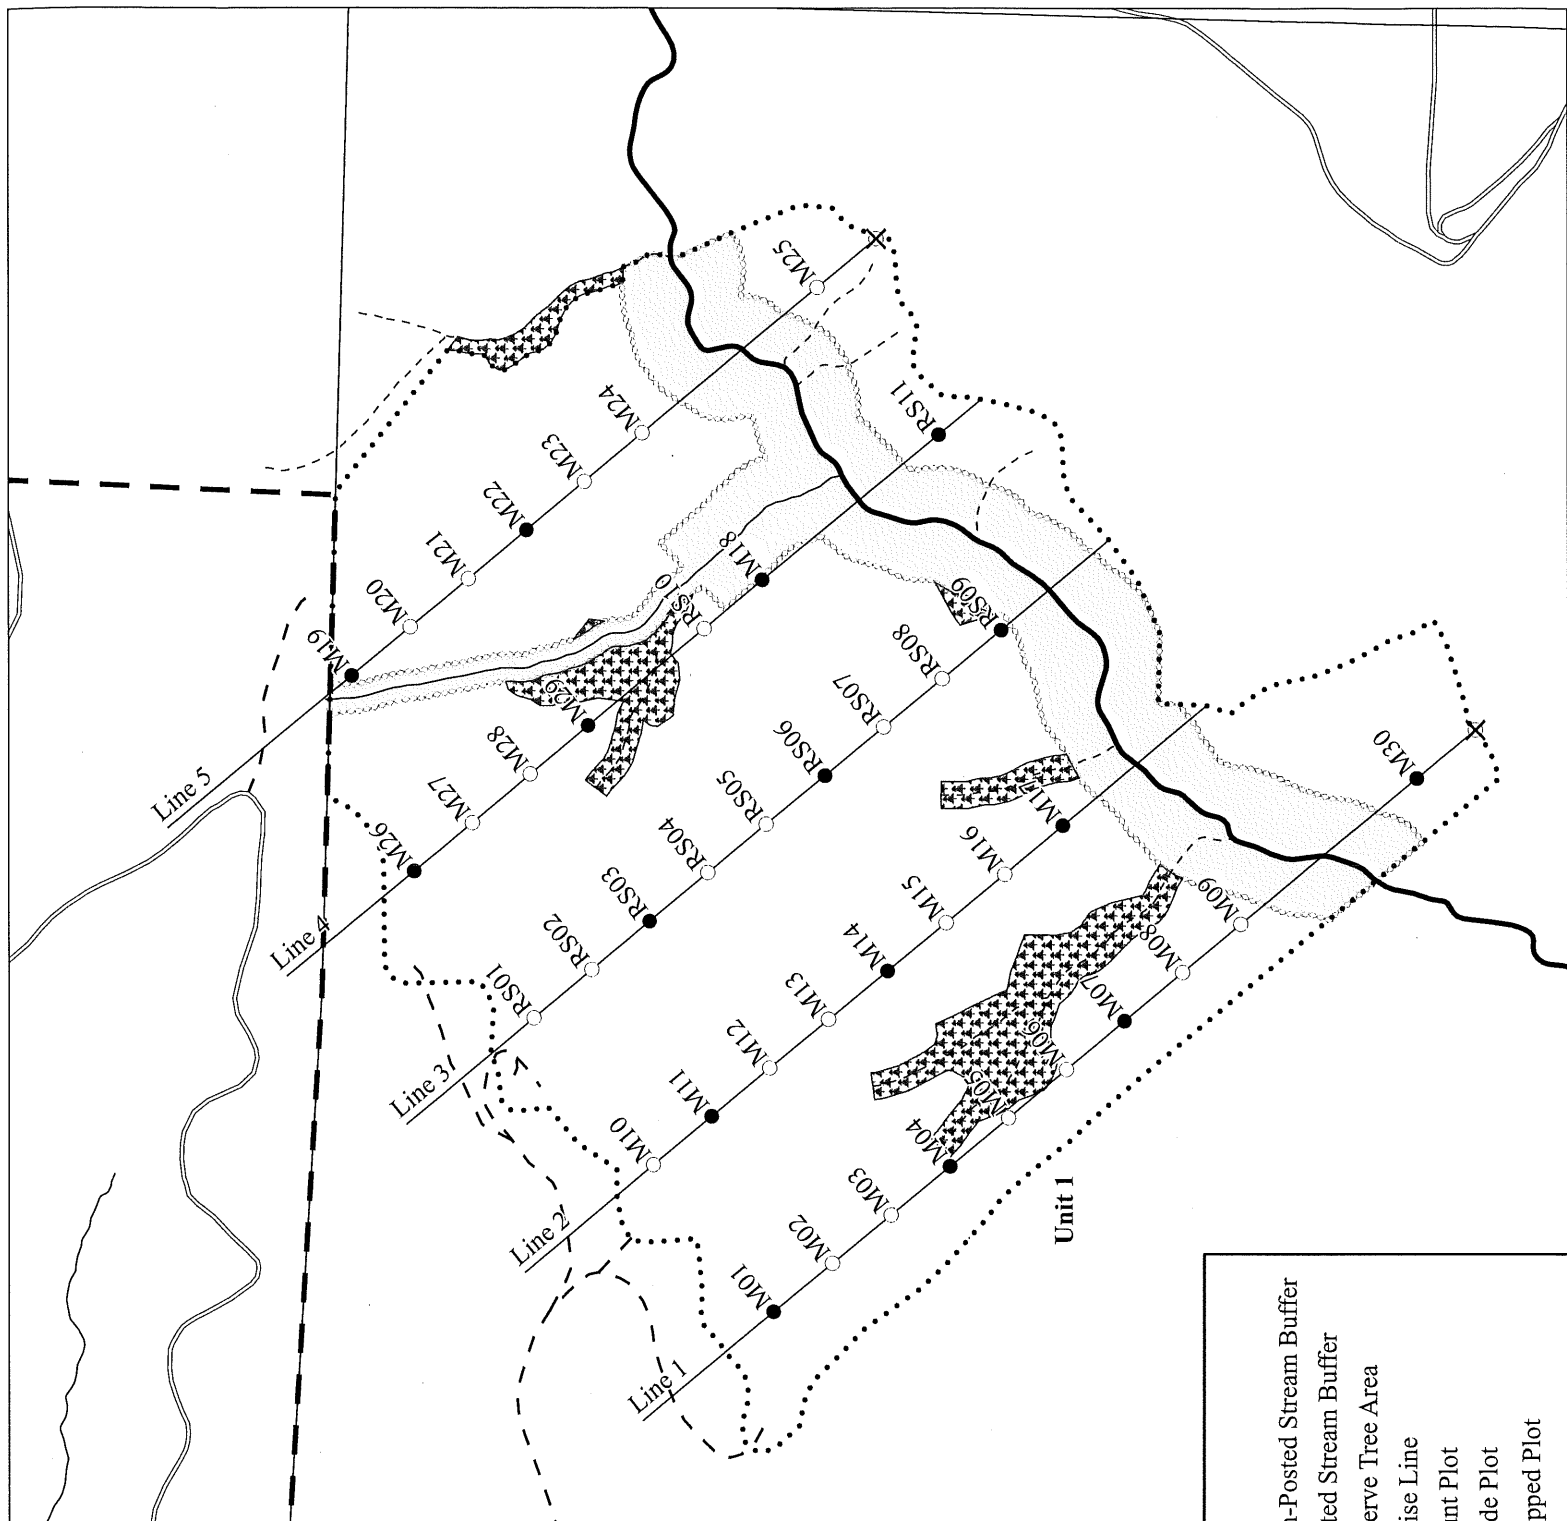 Line 5
M19
M20
M21
M22
M23
M24
M25
Line 4
M26
M27
M28
M29
RS10
M18
RS11
Line 3
RS01
RS02
RS03
RS04
RS05
RS06
RS07
RS08
RS09
Line 2
M10
M11
M12
M13
M14
M15
M16
M17
Line 1
M01
M02
M03
M04
M05
M06
M07
M08
M09
M30
Unit 1
-Posted Stream Buffer
ted Stream Buffer
erve Tree Area
ise Line
nt Plot
de Plot
pped Plot